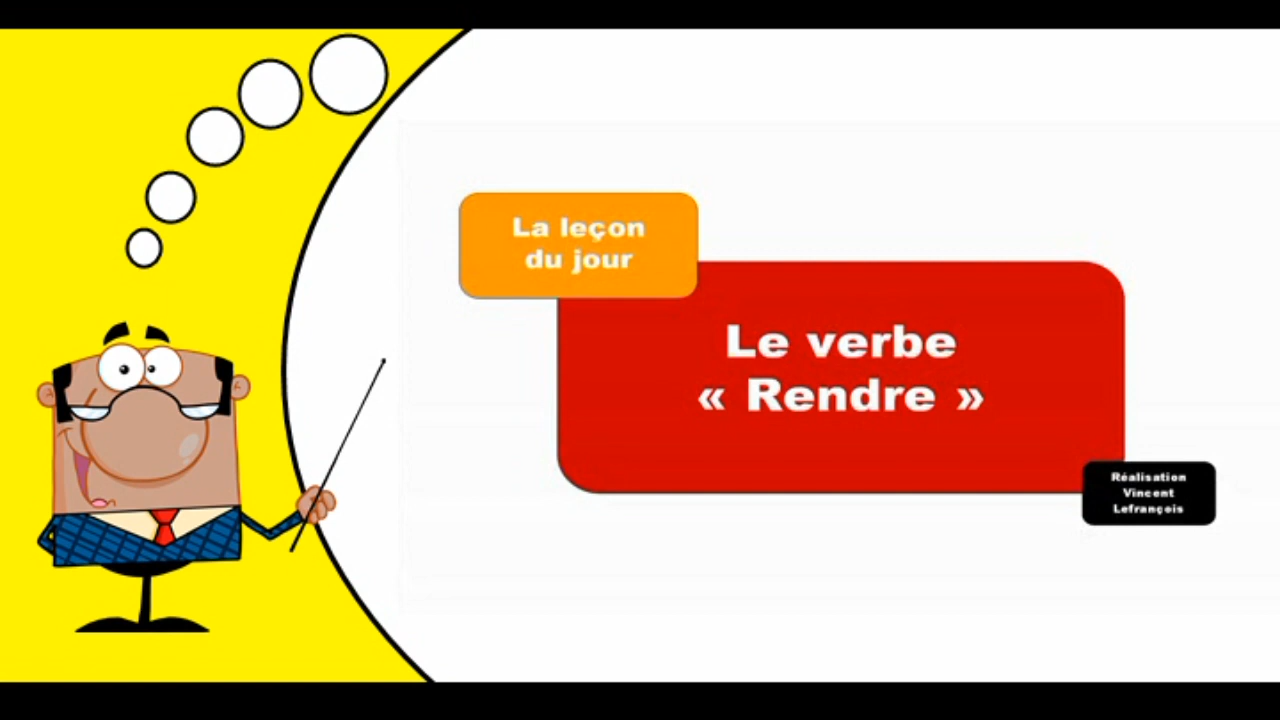 La leçon
du jour
Le verbe
« Rendre »
Réalisation
Vincent
Lefrançois